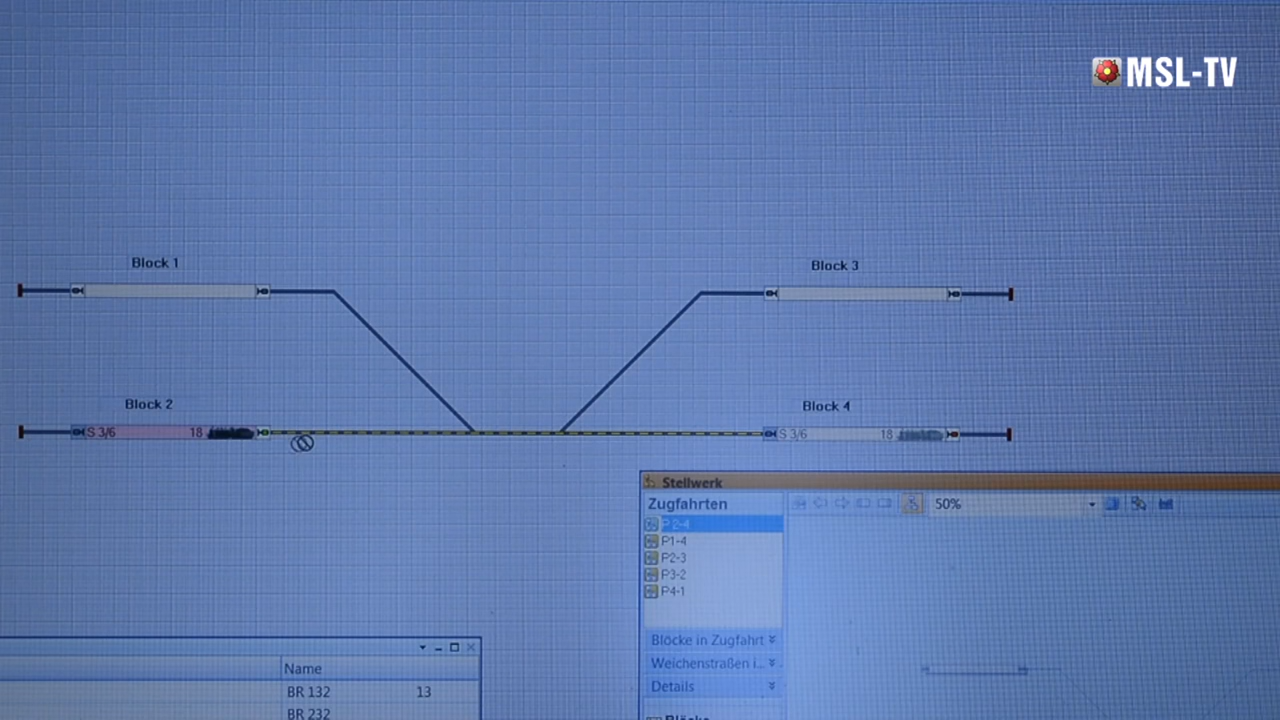 MSL-TV
Block 1
Block 3
Block 2
Block 4
S 3/6 18
S 3/6 18
Stellwerk
Zugfahrten
50%
P 2-4
P1-4
P2-3
P3-2
P4-1
Blöcke in Zugfahrt
Weichenstraßen i...
Details
Blöcke
Name
BR 132 13
BR 232